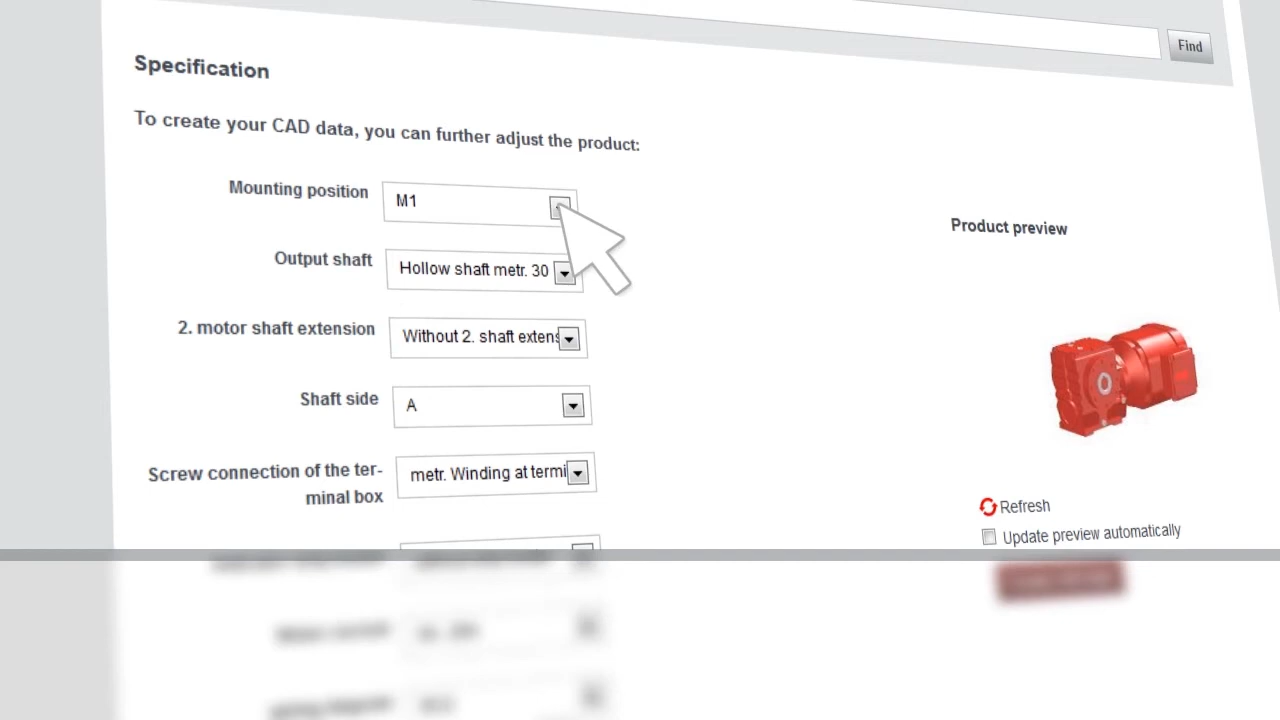 Find
Specification
To create your CAD data, you can further adjust the product:
Mounting position
M1
Output shaft
Hollow shaft metr. 30
2. motor shaft extension
Without 2. shaft extens
Shaft side
A
Screw connection of the ter-
minal box
metr. Winding at termi
Product preview
Refresh
Update preview automatically